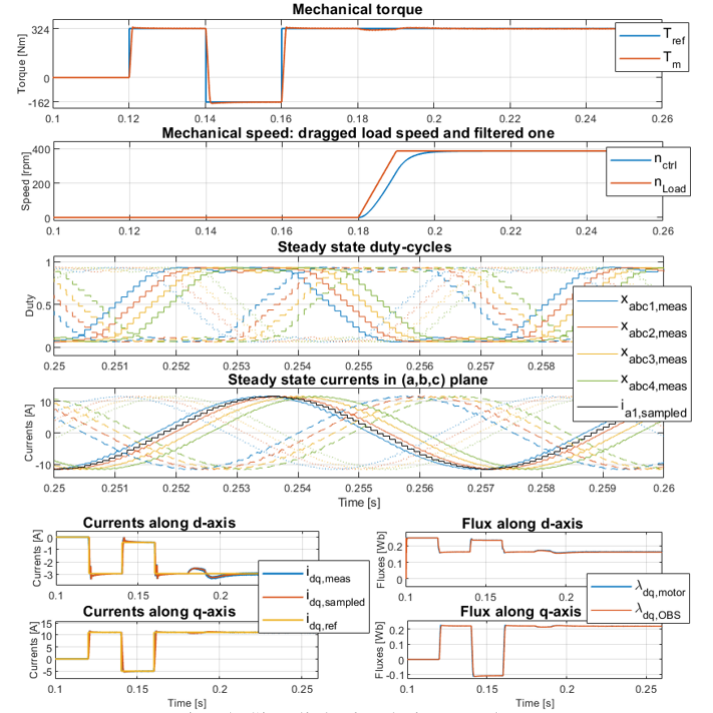 Mechanical torque
Torque [Nm]
324
0
-162
0.1 0.12 0.14 0.16 0.18 0.2 0.22 0.24 0.26
T_ref
T_m
Mechanical speed: dragged load speed and filtered one
Speed [rpm]
400
200
0
0.1 0.12 0.14 0.16 0.18 0.2 0.22 0.24 0.26
n_ctrl
n_Load
Steady state duty-cycles
Duty
1
0.5
0
0.25 0.251 0.252 0.253 0.254 0.255 0.256 0.257 0.258
x_abc1,meas
x_abc2,meas
x_abc3,meas
x_abc4,meas
i_a1,sampled
Steady state currents in (a,b,c) plane
Currents [A]
10
0
-10
0.25 0.251 0.252 0.253 0.254 0.255 0.256 0.257 0.258 0.259 0.26
Time [s]
Currents along d-axis
Currents [A]
0
-1
-2
-3
0.1 0.15
i_dq,meas
i_dq,sampled
i_dq,ref
Currents along q-axis
Currents [A]
15
10
5
0
-5
0.1 0.15 0.2 0.25
Time [s]
Flux along d-axis
Fluxes [Wb]
0.2
0.1
0
0.1 0.15
λ_dq,motor
λ_dq,OBS
Flux along q-axis
Fluxes [Wb]
0.2
0.1
0
-0.1
0.1 0.15 0.2 0.25
Time [s]